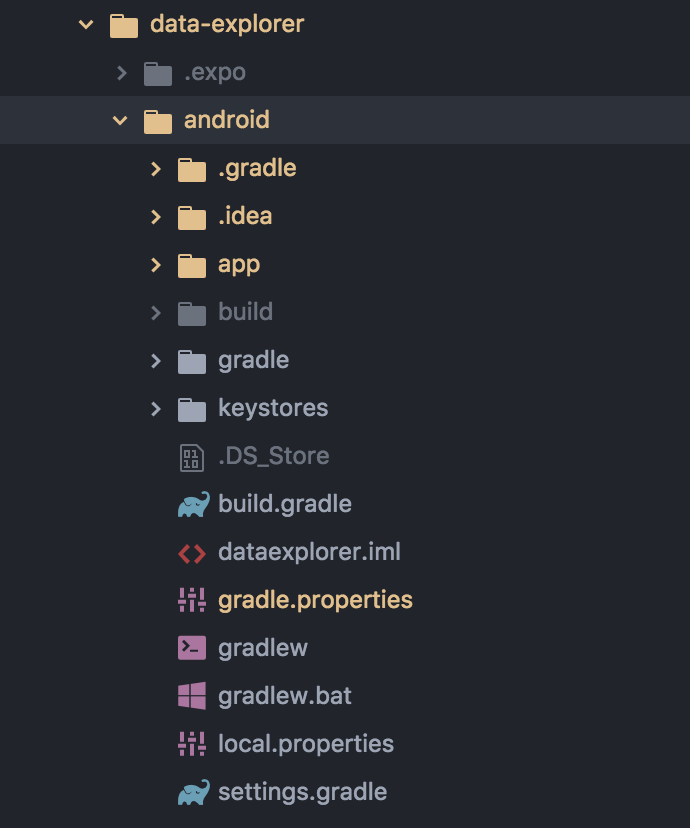 data-explorer
.expo
android
.gradle
.idea
app
build
gradle
keystores
.DS_Store
build.gradle
dataexplorer.iml
gradle.properties
gradlew
gradlew.bat
local.properties
settings.gradle